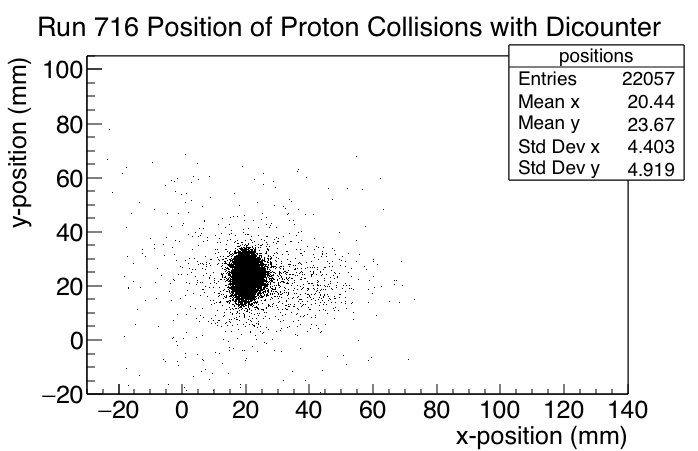 Run 716 Position of Proton Collisions with Dicounter
positions
Entries 22057
Mean x 20.44
Mean y 23.67
Std Dev x 4.403
Std Dev y 4.919
y-position (mm)
100
80
60
40
20
0
−20
−20 0 20 40 60 80 100 120 140
x-position (mm)